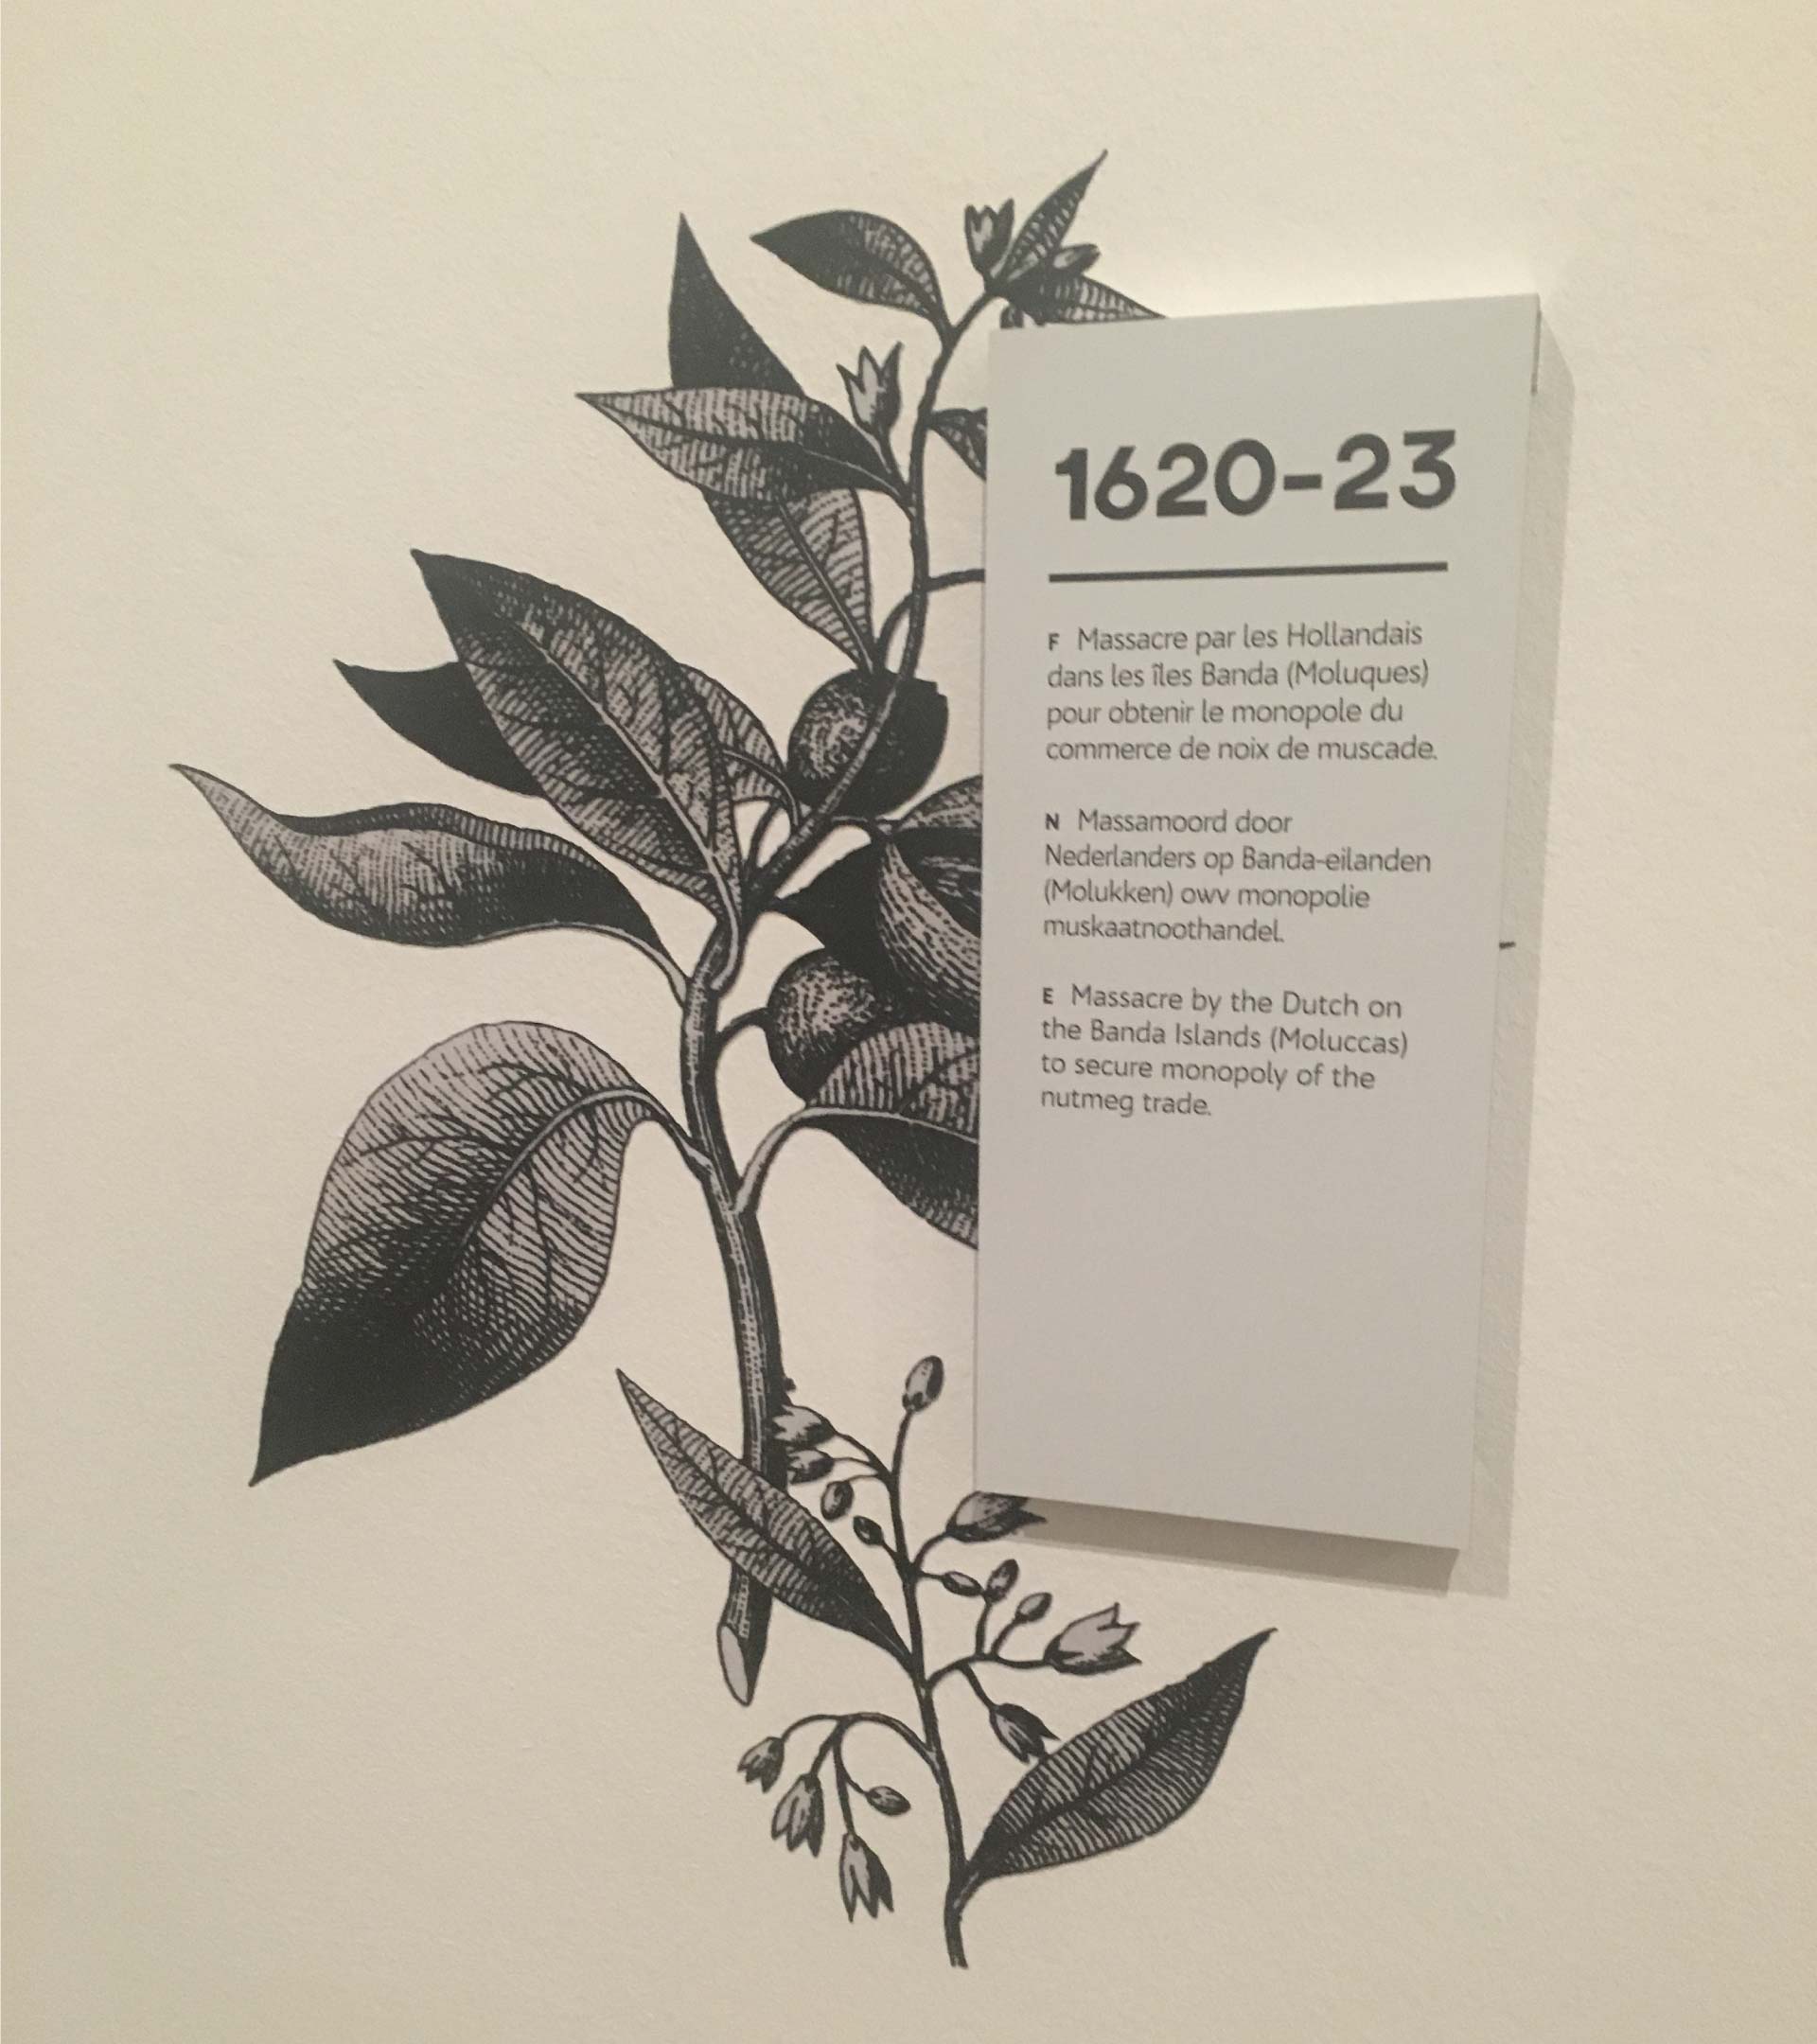 1620-23
F Massacre par les Hollandais
dans les îles Banda (Moluques)
pour obtenir le monopole du
commerce de noix de muscade.
N Massamoord door
Nederlanders op Banda-eilanden
(Molukken) owv monopolie
muskaatnoothandel.
E Massacre by the Dutch on
the Banda Islands (Moluccas)
to secure monopoly of the
nutmeg trade.